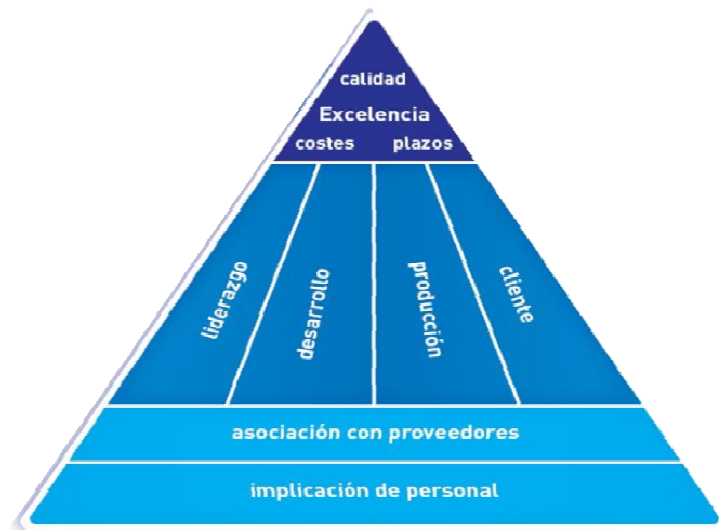 calidad
Excelencia
costes plazos
liderazgo
desarrollo
producción
cliente
asociación con proveedores
implicación de personal